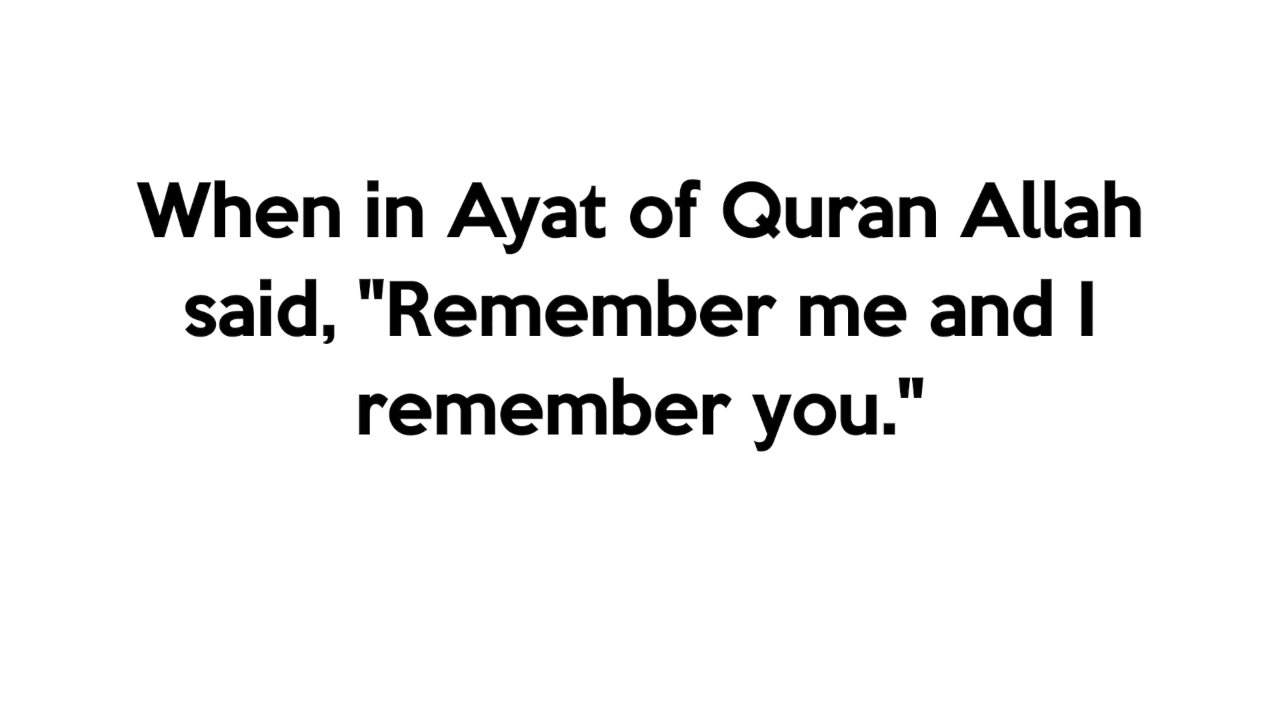 When in Ayat of Quran Allah
said, "Remember me and I
remember you."